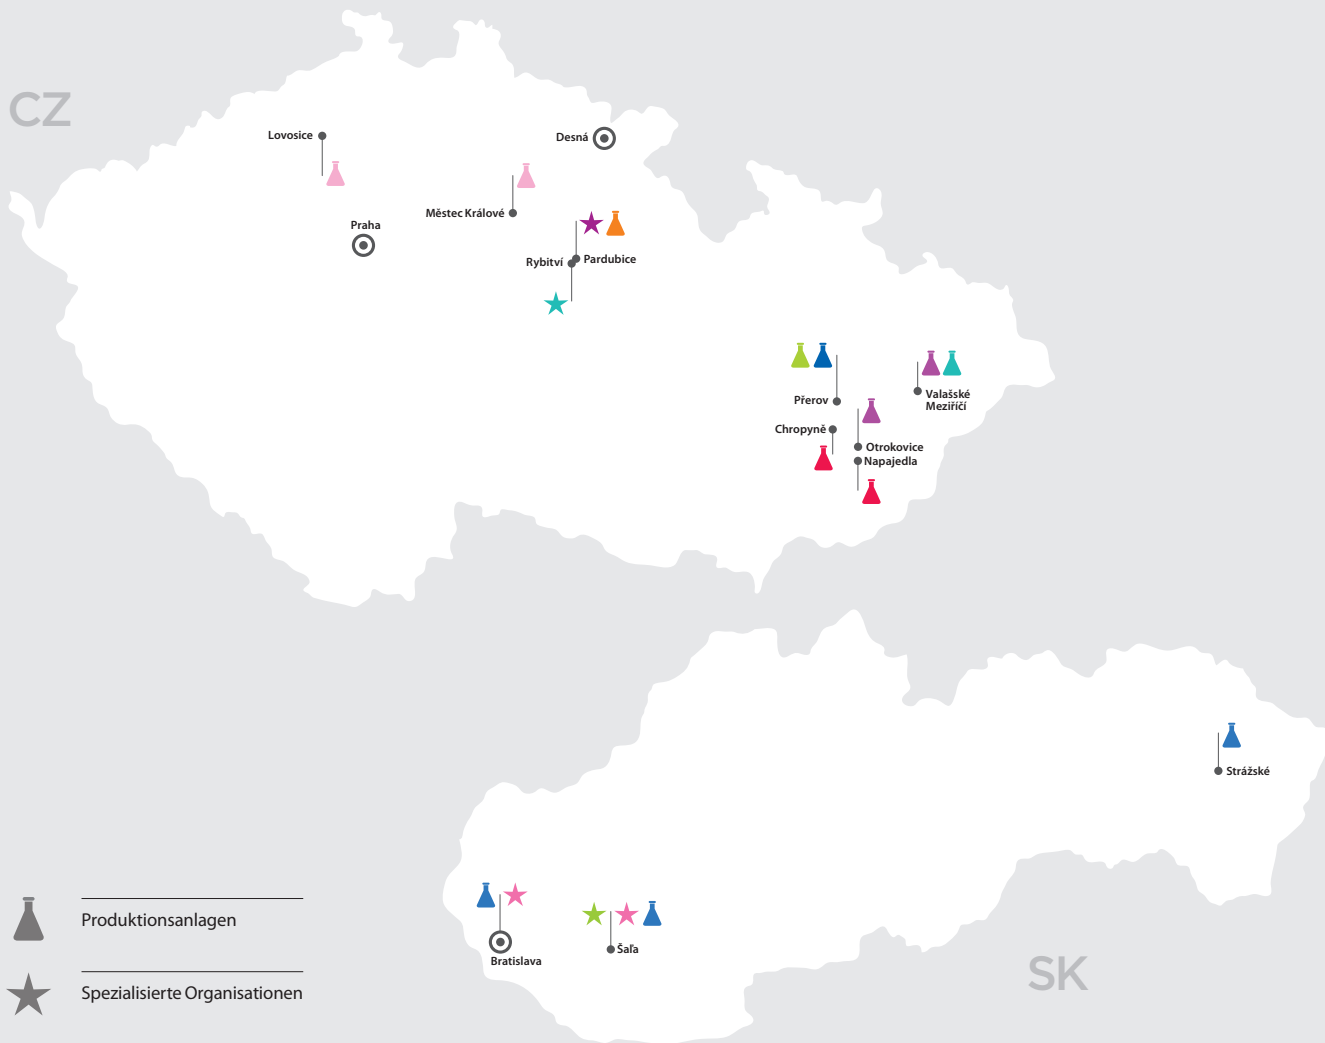 CZ
Lovosice
Desná
Městec Králové
Praha
Rybitví
Pardubice
Přerov
Valašské
Meziříčí
Chropyně
Otrokovice
Napajedla
Strážské
Produktionsanlagen
Šaľa
Bratislava
SK
Spezialisierte Organisationen